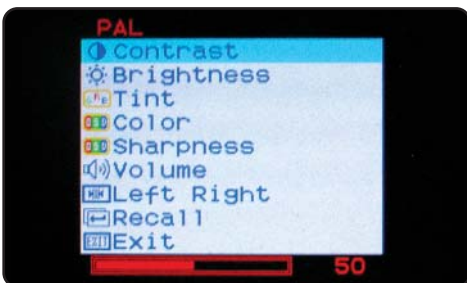 PAL
Contrast
Brightness
Tint
Color
Sharpness
Volume
Left Right
Recall
Exit
50